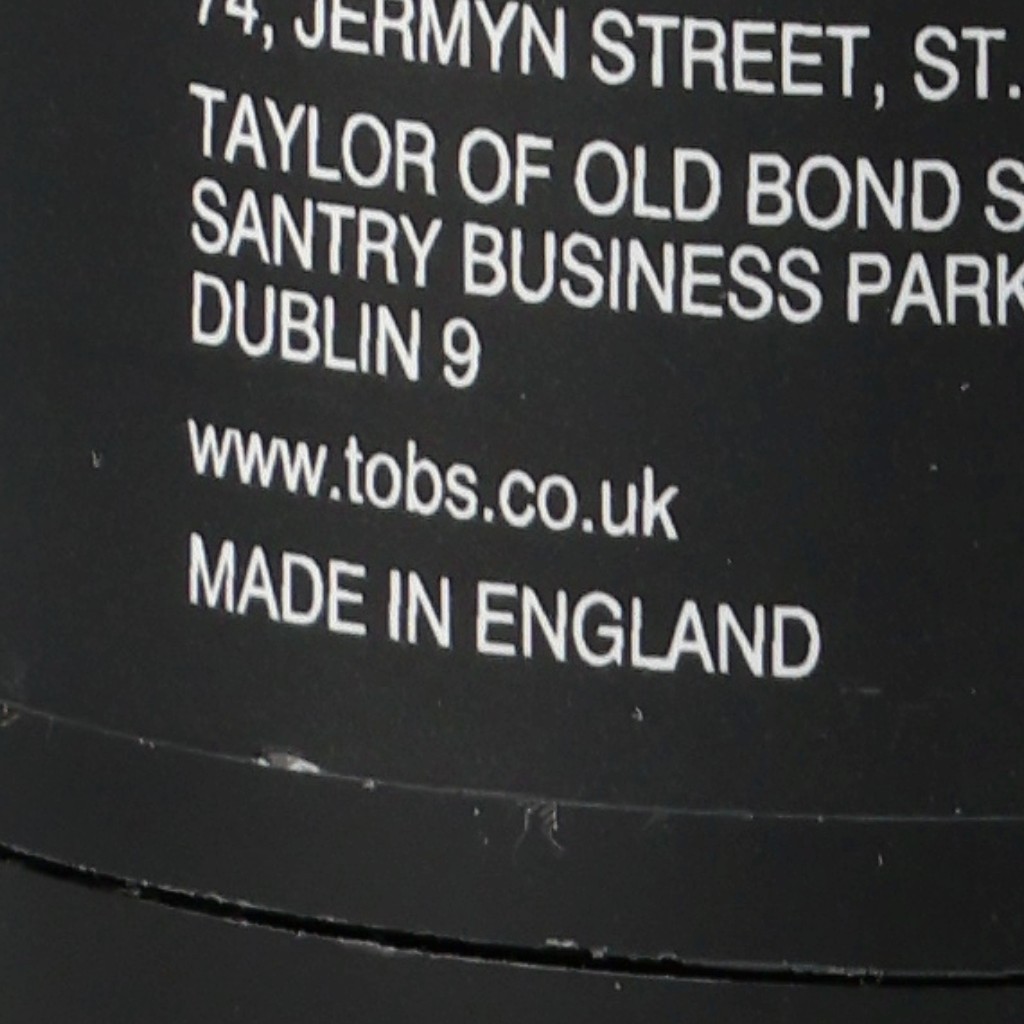 74, JERMYN STREET, ST.
TAYLOR OF OLD BOND S
SANTRY BUSINESS PARK
DUBLIN 9
www.tobs.co.uk
MADE IN ENGLAND